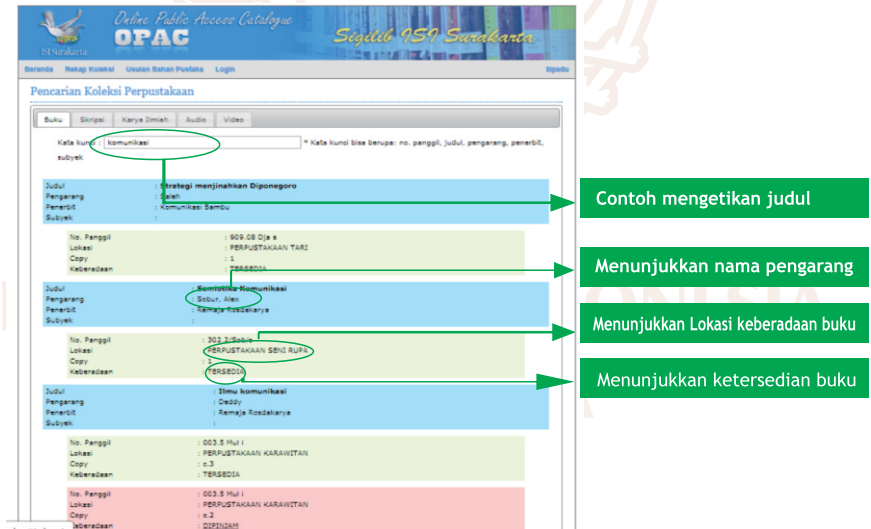 Online Public Access Catalogue
OPAC
Sigilib ISI Surakarta
ISI Surakarta
Beranda Rekap Koleksi Usulan Bahan Pustaka Login Sipadu
Pencarian Koleksi Perpustakaan
Buku Skripsi Karya Ilmiah Audio Video
Kata kunci : komunikasi * Kata kunci bisa berupa: no. panggil, judul, pengarang, penerbit,
subyek
Judul : Strategi menjinahkan Diponegoro
Pengarang : Saleh
Penerbit : Komunikasi Bambu
Subyek :
Contoh mengetikan judul
No. Panggil : 909.08 Dja s
Lokasi : PERPUSTAKAAN TARI
Copy : 1
Keberadaan : TERSEDIA
Menunjukkan nama pengarang
Judul : Semiotika Komunikasi
Pengarang : Sobur, Alex
Penerbit : Remaja Rosdakarya
Subyek :
Menunjukkan Lokasi keberadaan buku
No. Panggil : 302.2/Sob/s
Lokasi : PERPUSTAKAAN SENI RUPA
Copy : 1
Keberadaan : TERSEDIA
Menunjukkan ketersedian buku
Judul : Ilmu komunikasi
Pengarang : Deddy
Penerbit : Remaja Rosdakarya
Subyek :
No. Panggil : 003.5 Mul i
Lokasi : PERPUSTAKAAN KARAWITAN
Copy : c.3
Keberadaan : TERSEDIA
No. Panggil : 003.5 Mul i
Lokasi : PERPUSTAKAAN KARAWITAN
Copy : c.2
Keberadaan : DIPINJAM